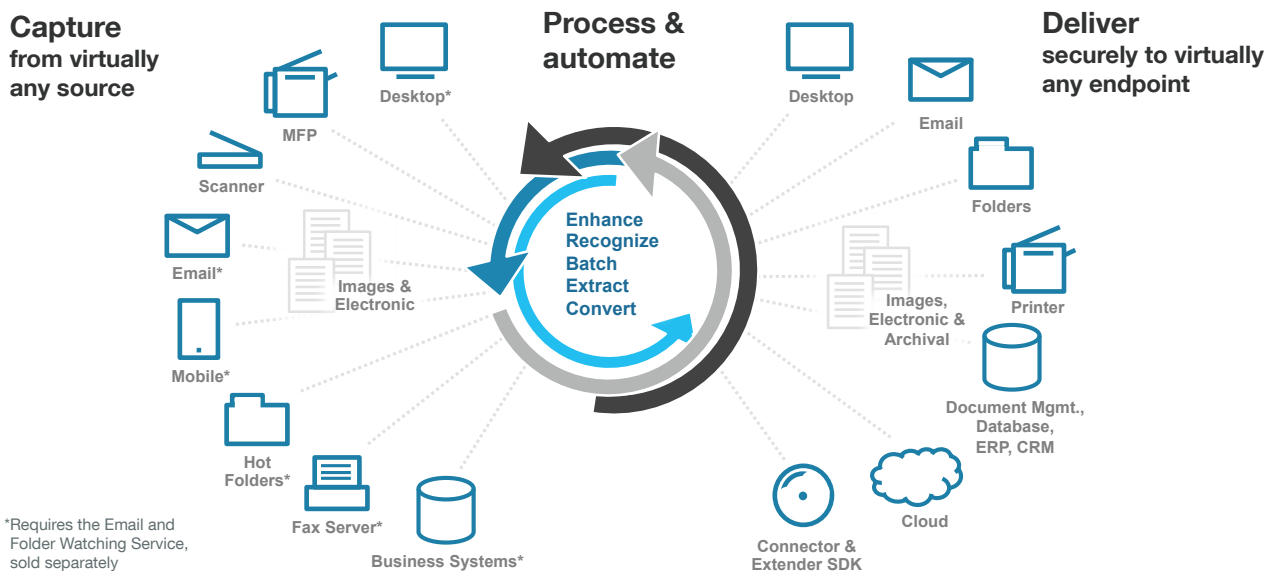 Capture
from virtually
any source
Process &
automate
Deliver
securely to virtually
any endpoint
Desktop*
MFP
Scanner
Email*
Images &
Electronic
Mobile*
Hot
Folders*
Fax Server*
Business Systems*
*Requires the Email and
Folder Watching Service,
sold separately
Enhance
Recognize
Batch
Extract
Convert
Desktop
Email
Folders
Printer
Images,
Electronic &
Archival
Document Mgmt.,
Database,
ERP, CRM
Cloud
Connector &
Extender SDK